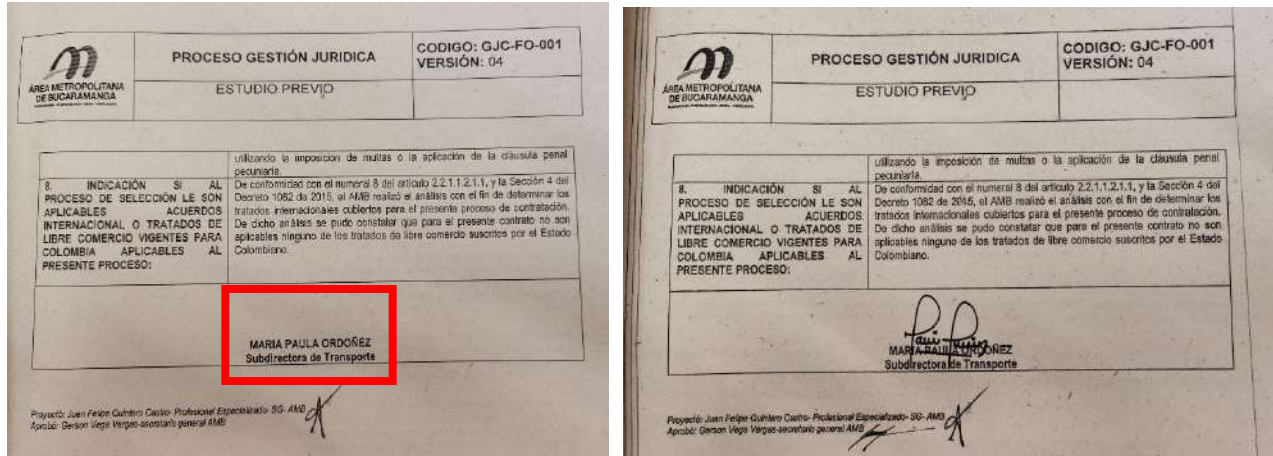 ÁREA METROPOLITANA
DE BUCARAMANGA
PROCESO GESTIÓN JURIDICA
CODIGO: GJC-FO-001
VERSIÓN: 04
ESTUDIO PREVIO
utilizando la imposición de multas o la aplicación de la cláusula penal
pecuniaria.
8. INDICACIÓN SI AL
PROCESO DE SELECCIÓN LE SON
APLICABLES ACUERDOS
INTERNACIONAL O TRATADOS DE
LIBRE COMERCIO VIGENTES PARA
COLOMBIA APLICABLES AL
PRESENTE PROCESO:
De conformidad con el numeral 8 del artículo 2.2.1.1.2.1.1, y la Sección 4 del
Decreto 1082 de 2015, el AMB realizó el análisis con el fin de determinar los
tratados internacionales cubiertos para el presente proceso de contratación.
De dicho análisis se pudo constatar que para el presente contrato no son
aplicables ninguno de los tratados de libre comercio suscritos por el Estado
Colombiano.
MARIA PAULA ORDOÑEZ
Subdirectora de Transporte
Proyectó: Juan Felipe Quintero Castro- Profesional Especializado- SG- AMB
Aprobó: Gerson Vega Vargas-secretario general AMB
ÁREA METROPOLITANA
DE BUCARAMANGA
PROCESO GESTIÓN JURIDICA
CODIGO: GJC-FO-001
VERSIÓN: 04
ESTUDIO PREVIO
utilizando la imposición de multas o la aplicación de la cláusula penal
pecuniaria.
8. INDICACIÓN SI AL
PROCESO DE SELECCIÓN LE SON
APLICABLES ACUERDOS
INTERNACIONAL O TRATADOS DE
LIBRE COMERCIO VIGENTES PARA
COLOMBIA APLICABLES AL
PRESENTE PROCESO:
De conformidad con el numeral 8 del artículo 2.2.1.1.2.1.1, y la Sección 4 del
Decreto 1082 de 2015, el AMB realizó el análisis con el fin de determinar los
tratados internacionales cubiertos para el presente proceso de contratación.
De dicho análisis se pudo constatar que para el presente contrato no son
aplicables ninguno de los tratados de libre comercio suscritos por el Estado
Colombiano.
MARIA PAULA ORDOÑEZ
Subdirectora de Transporte
Proyectó: Juan Felipe Quintero Castro- Profesional Especializado- SG- AMB
Aprobó: Gerson Vega Vargas-secretario general AMB